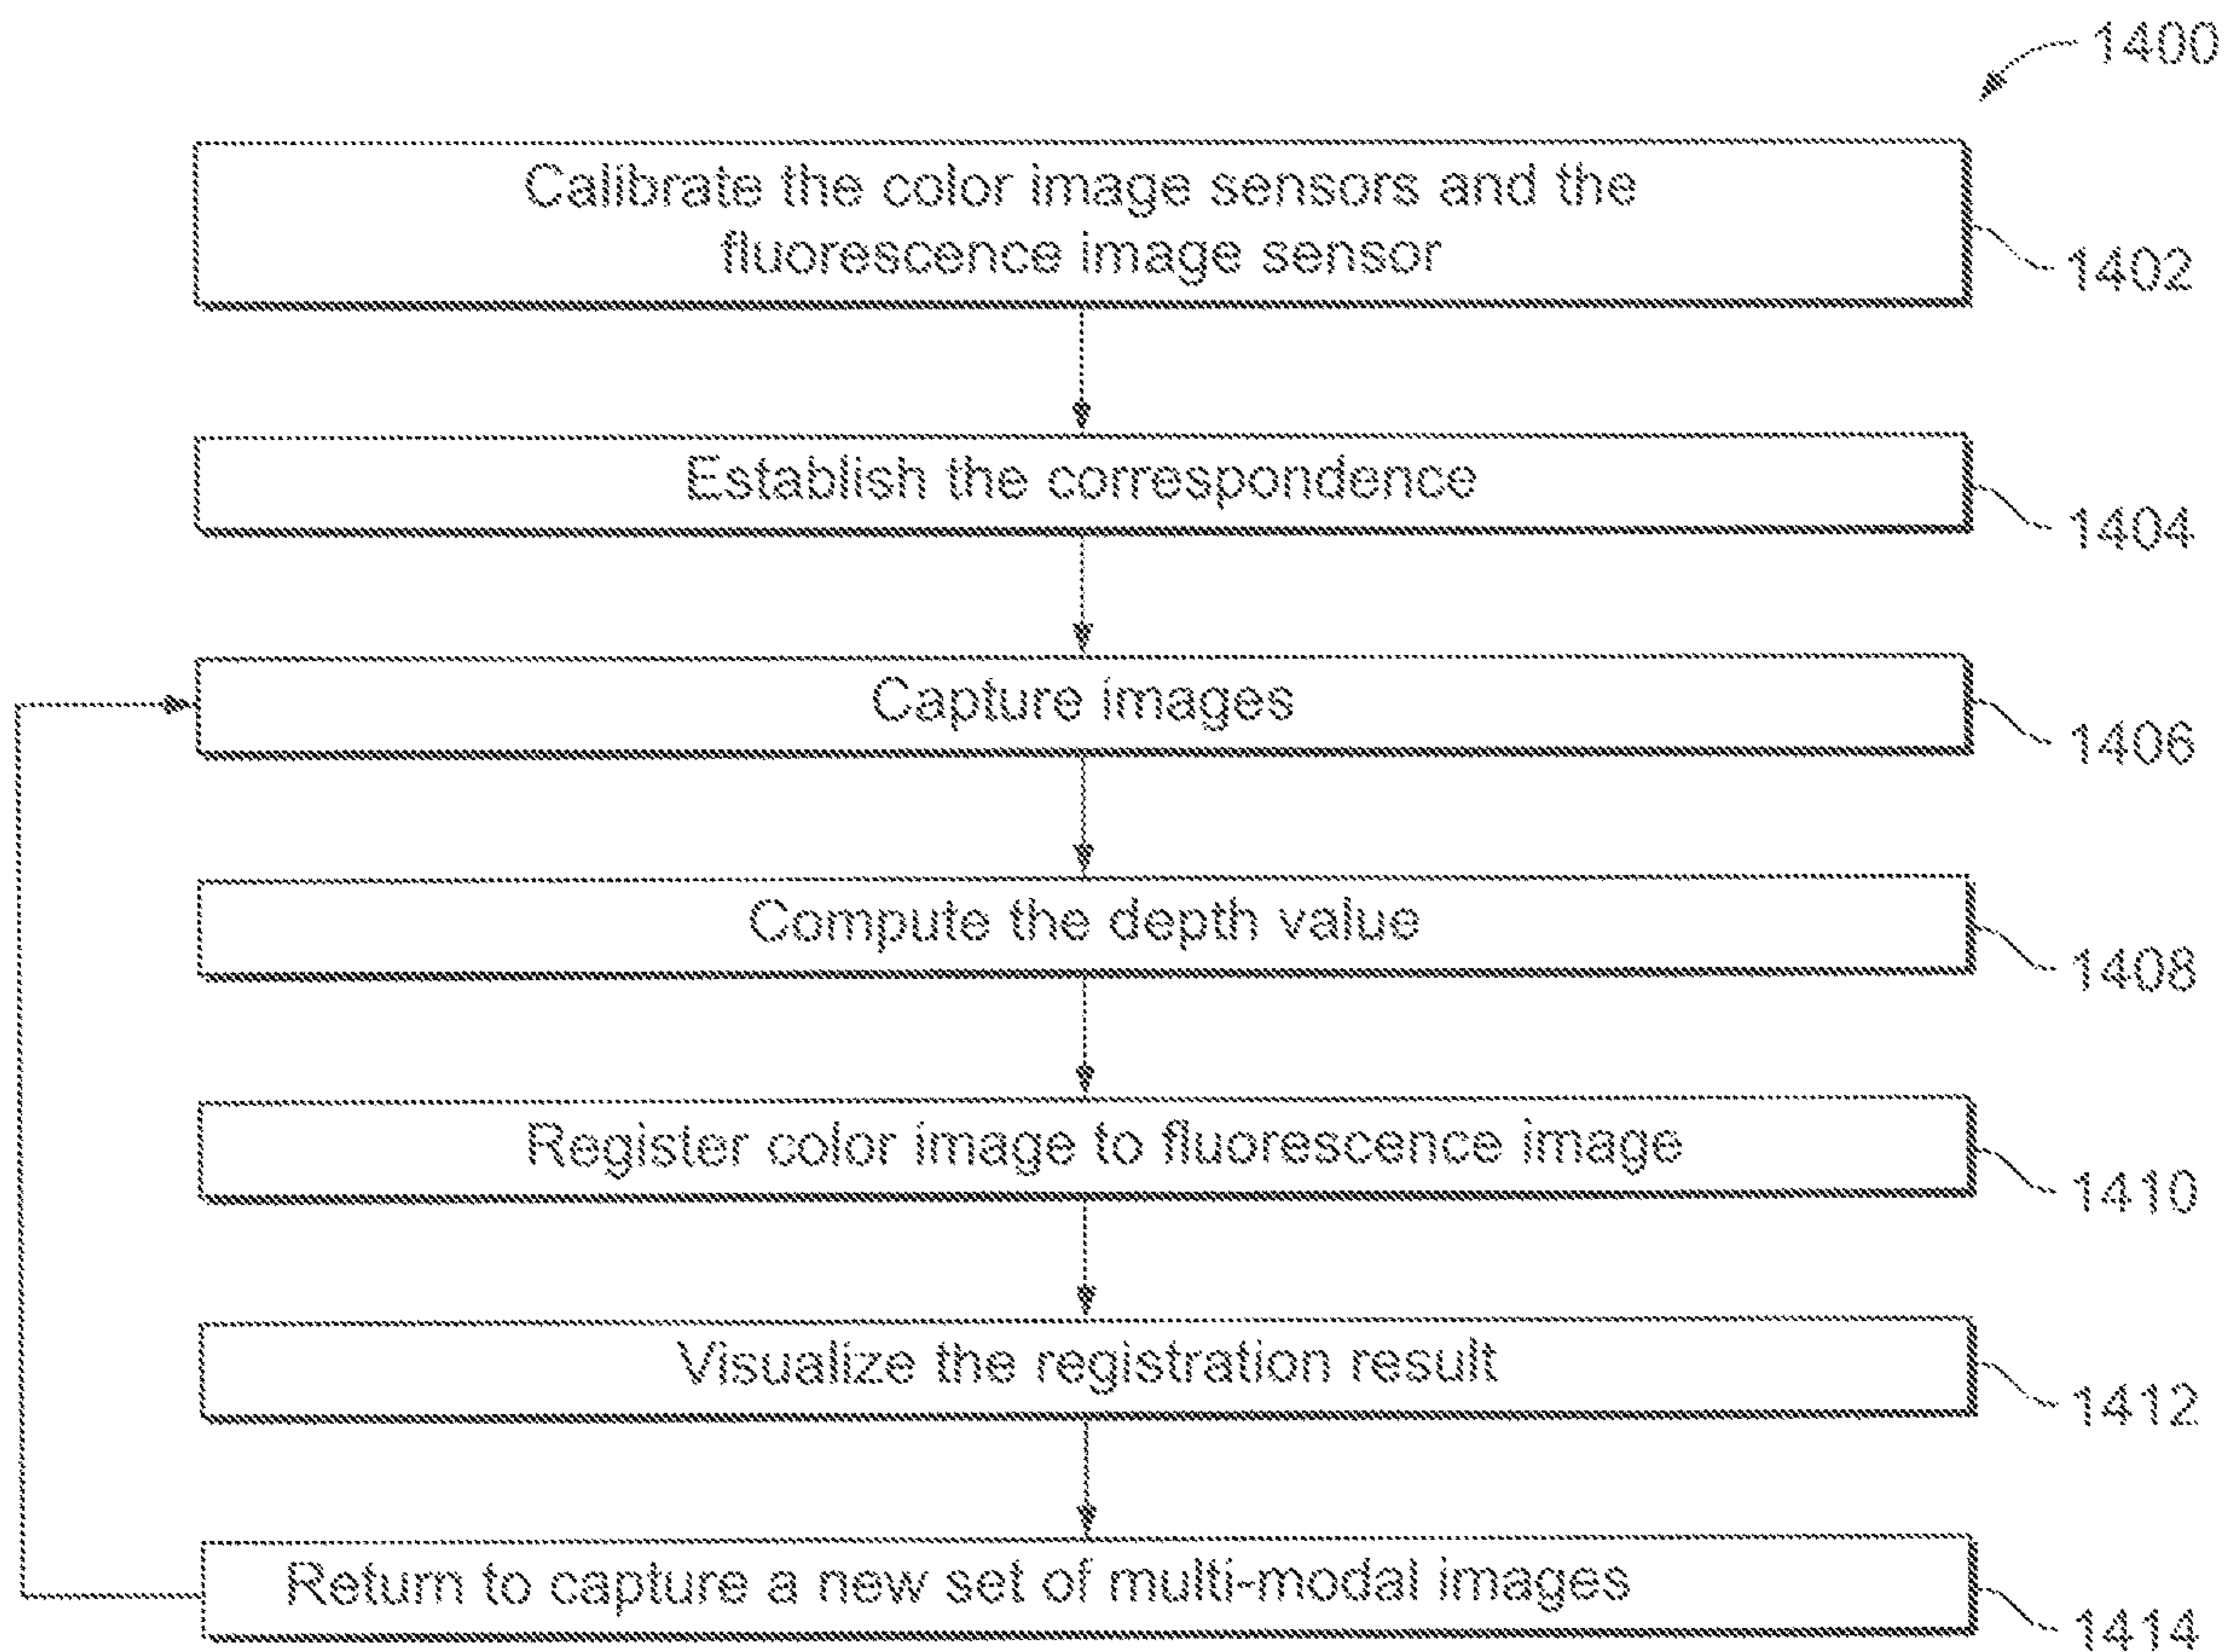 1400
Calibrate the color image sensors and the
fluorescence image sensor
1402
Establish the correspondence
1404
Capture images
1406
Compute the depth value
1408
Register color image to fluorescence image
1410
Visualize the registration result
1412
Return to capture a new set of multi-modal images
1414